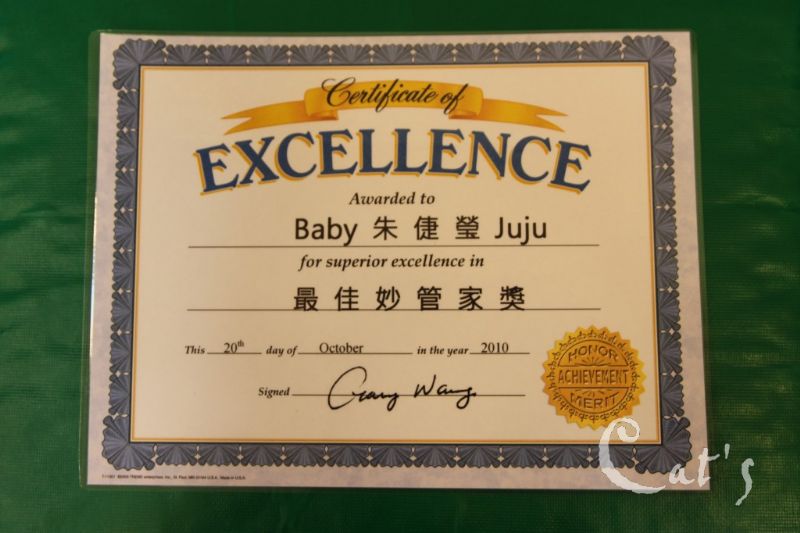 Certificate of
EXCELLENCE
Awarded to
Baby 朱倢瑩 Juju
for superior excellence in
最佳妙管家獎
This 20th day of October in the year 2010
Signed
HONOR
ACHIEVEMENT
MERIT
Cat's